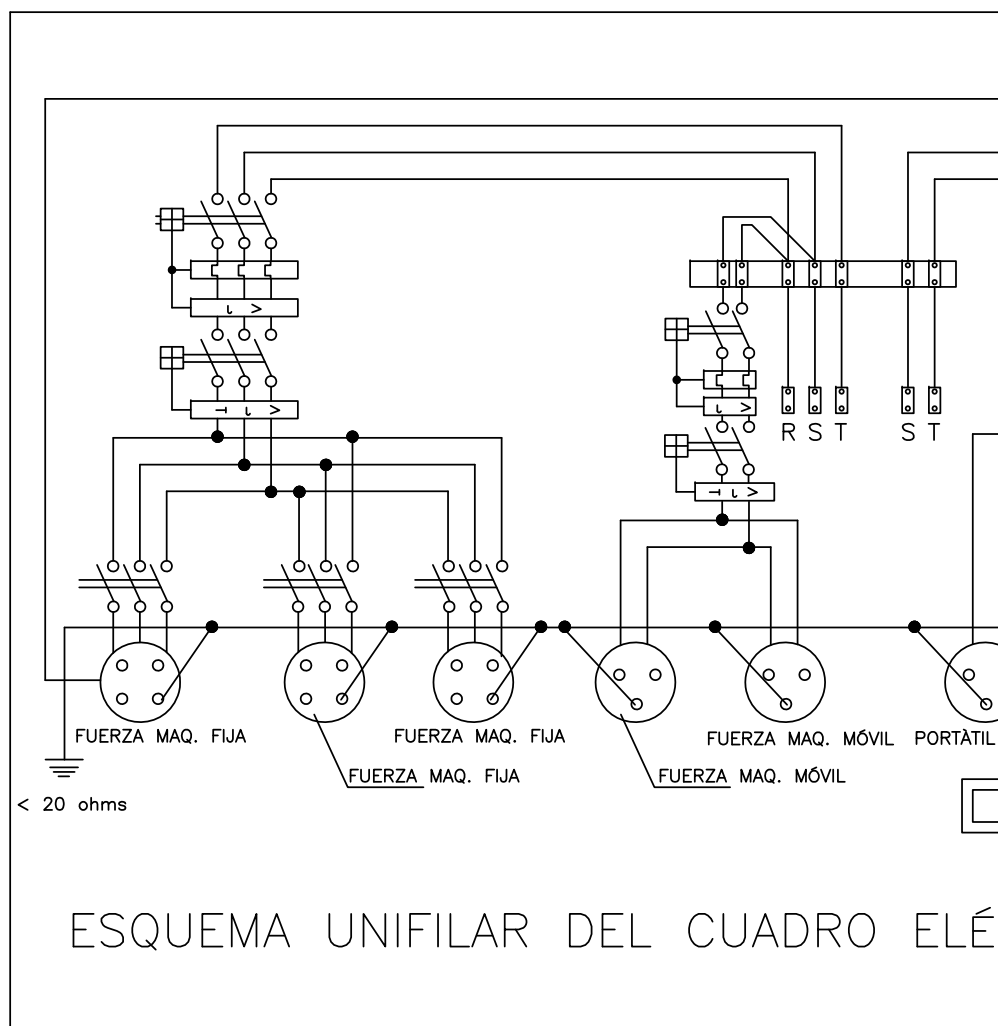 R S T S T
FUERZA MAQ. FIJA
FUERZA MAQ. FIJA
FUERZA MAQ. MÓVIL
PORTÀTIL
FUERZA MAQ. FIJA
FUERZA MAQ. MÓVIL
< 20 ohms
ESQUEMA UNIFILAR DEL CUADRO ELÉ